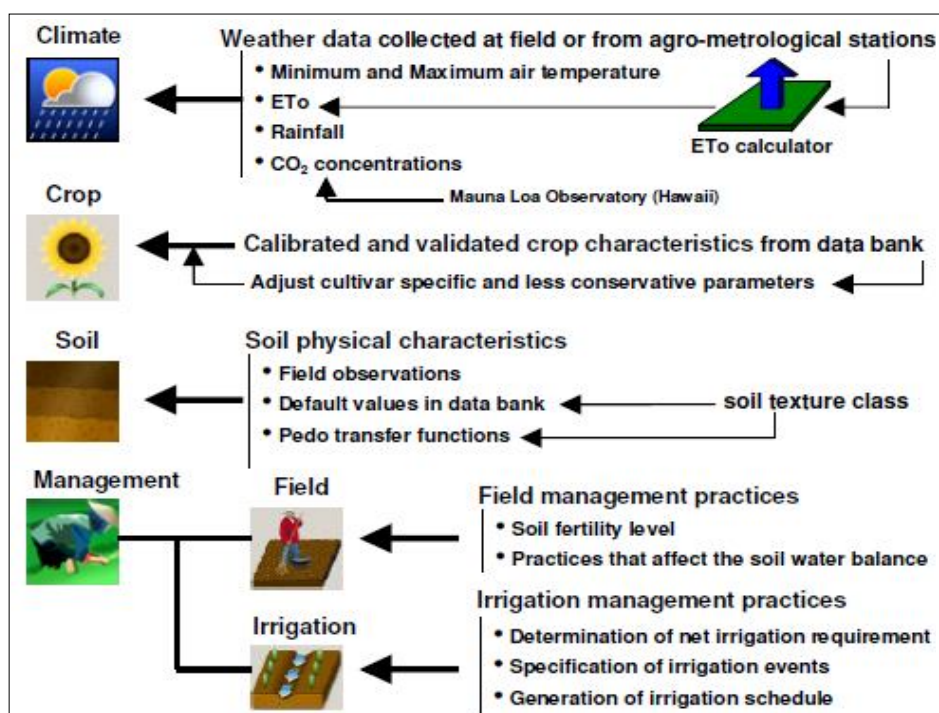 Climate
Weather data collected at field or from agro-metrological stations
• Minimum and Maximum air temperature
• ETo
• Rainfall
• CO₂ concentrations
ETo calculator
Mauna Loa Observatory (Hawaii)
Crop
Calibrated and validated crop characteristics from data bank
Adjust cultivar specific and less conservative parameters
Soil
Soil physical characteristics
• Field observations
• Default values in data bank
soil texture class
• Pedo transfer functions
Management
Field
Field management practices
• Soil fertility level
• Practices that affect the soil water balance
Irrigation
Irrigation management practices
• Determination of net irrigation requirement
• Specification of irrigation events
• Generation of irrigation schedule